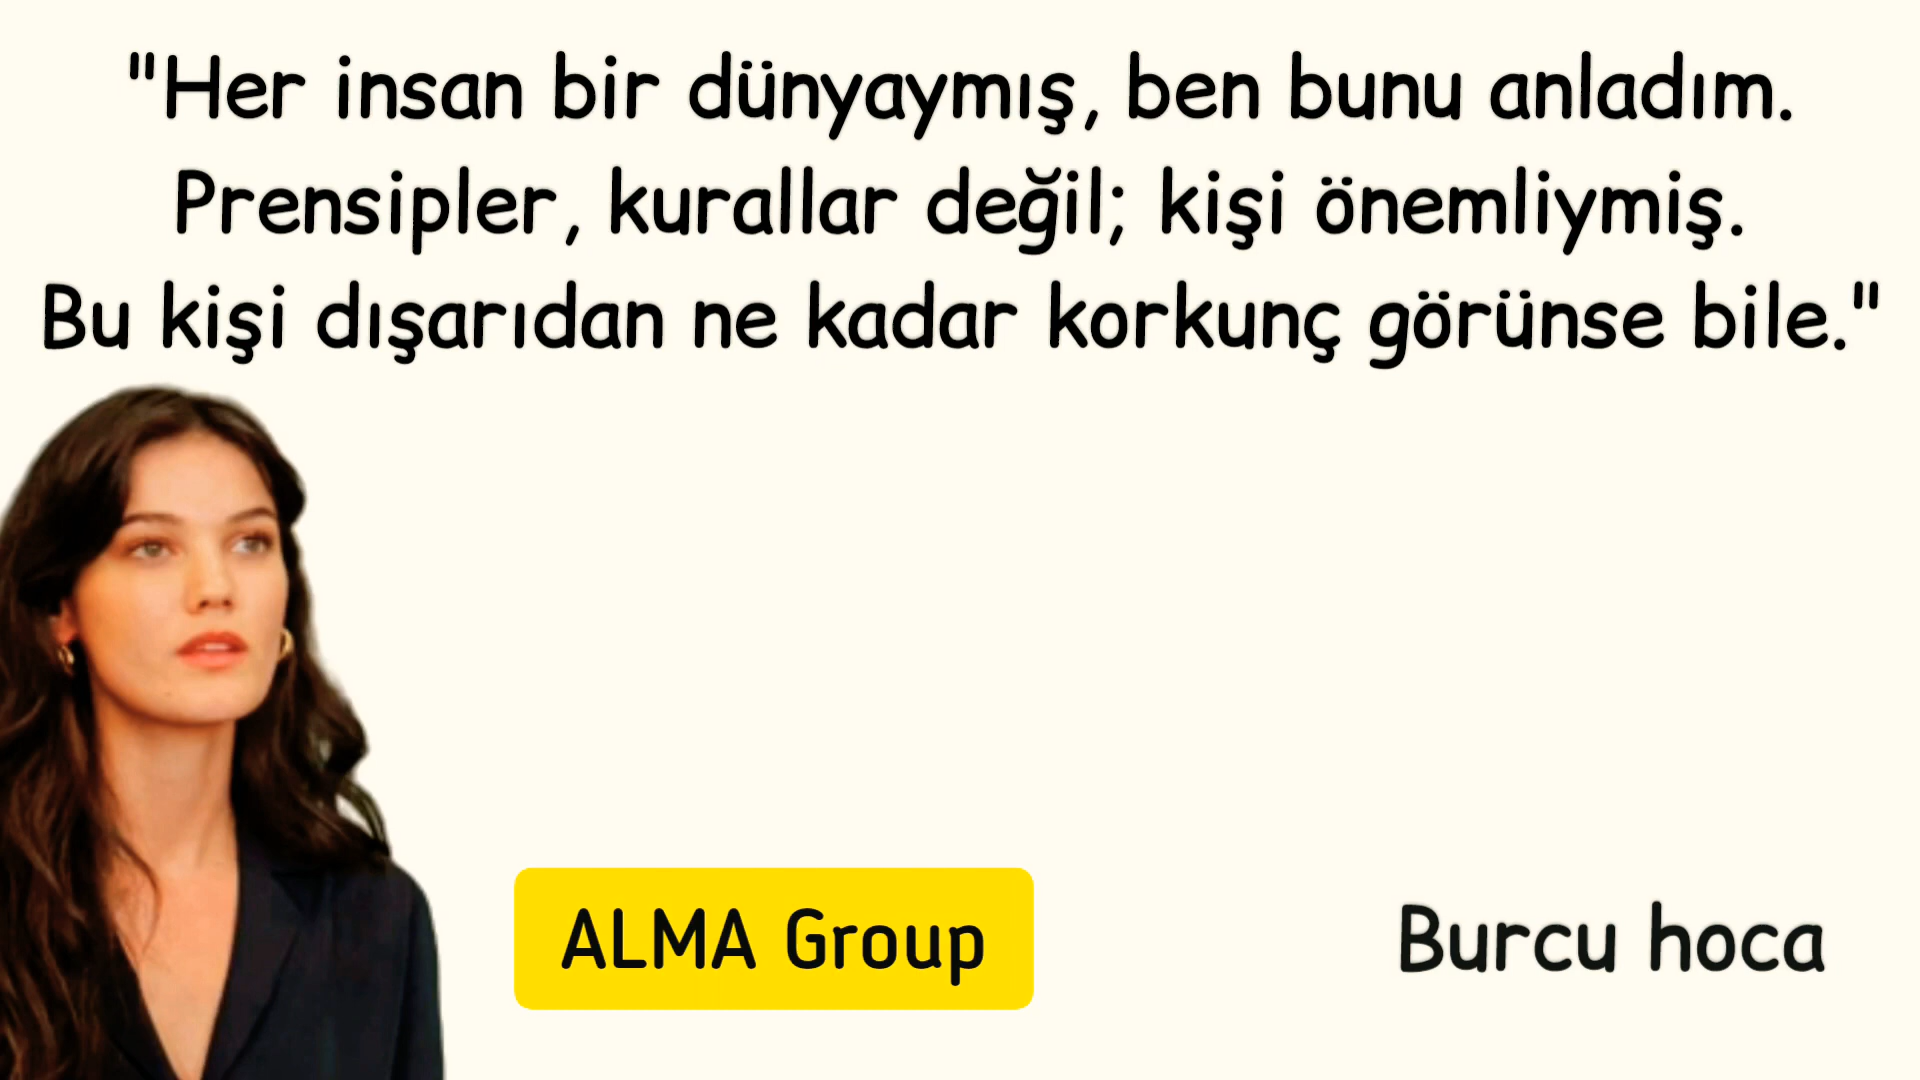 "Her insan bir dünyaymış, ben bunu anladım.
Prensipler, kurallar değil; kişi önemliymiş.
Bu kişi dışarıdan ne kadar korkunç görünse bile."
ALMA Group
Burcu hoca